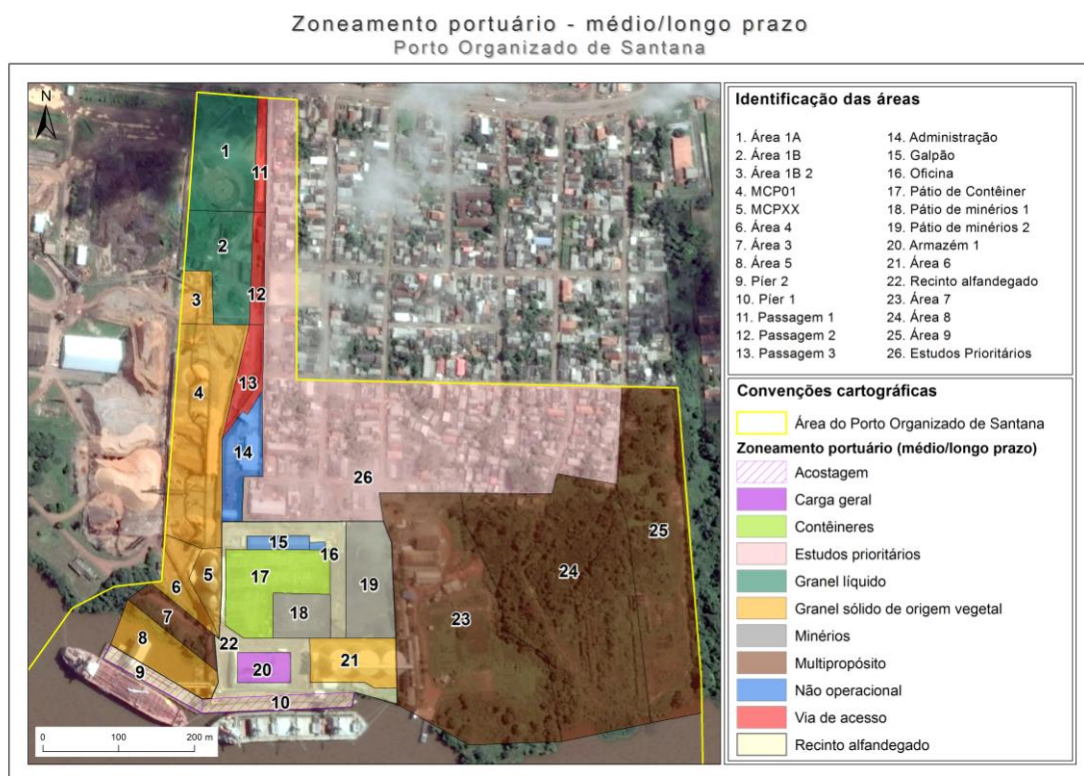 Zoneamento portuário - médio/longo prazo
Porto Organizado de Santana
N
1
11
2
12
3
4
13
14
26
25
15
16
17
5
19
24
6
18
7
23
8
22
20
21
9
10
0 100 200 m
Identificação das áreas
1. Área 1A
2. Área 1B
3. Área 1B 2
4. MCP01
5. MCPXX
6. Área 4
7. Área 3
8. Área 5
9. Píer 2
10. Píer 1
11. Passagem 1
12. Passagem 2
13. Passagem 3
14. Administração
15. Galpão
16. Oficina
17. Pátio de Contêiner
18. Pátio de minérios 1
19. Pátio de minérios 2
20. Armazém 1
21. Área 6
22. Recinto alfandegado
23. Área 7
24. Área 8
25. Área 9
26. Estudos Prioritários
Convenções cartográficas
Área do Porto Organizado de Santana
Zoneamento portuário (médio/longo prazo)
Acostagem
Carga geral
Contêineres
Estudos prioritários
Granel líquido
Granel sólido de origem vegetal
Minérios
Multipropósito
Não operacional
Via de acesso
Recinto alfandegado